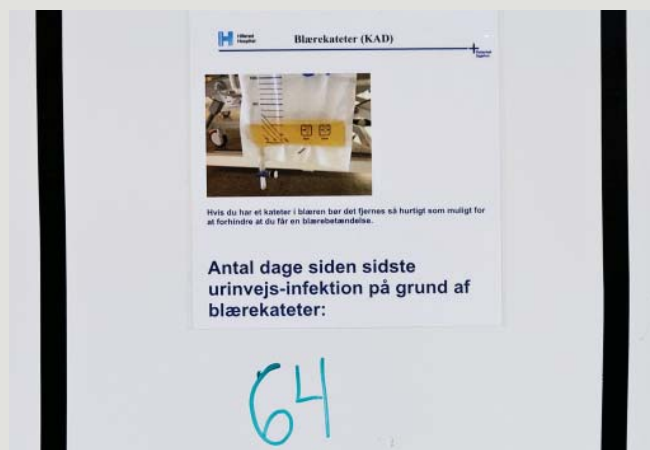 Hillerød
Hospital
Blærekateter (KAD)
Hvis du har et kateter i blæren bør det fjernes så hurtigt som muligt for
at forhindre at du får en blærebetændelse.
Antal dage siden sidste
urinvejs-infektion på grund af
blærekateter:
64